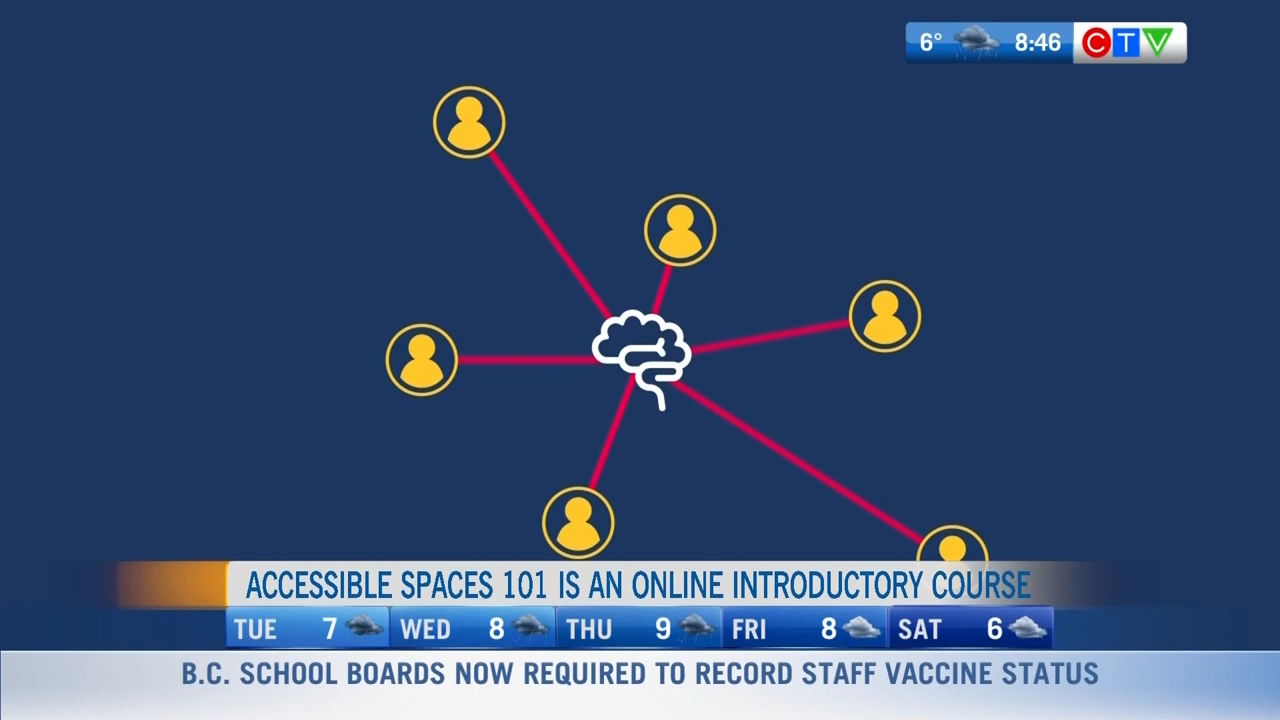 6° 8:46 CTV
ACCESSIBLE SPACES 101 IS AN ONLINE INTRODUCTORY COURSE
TUE 7 WED 8 THU 9 FRI 8 SAT 6
B.C. SCHOOL BOARDS NOW REQUIRED TO RECORD STAFF VACCINE STATUS